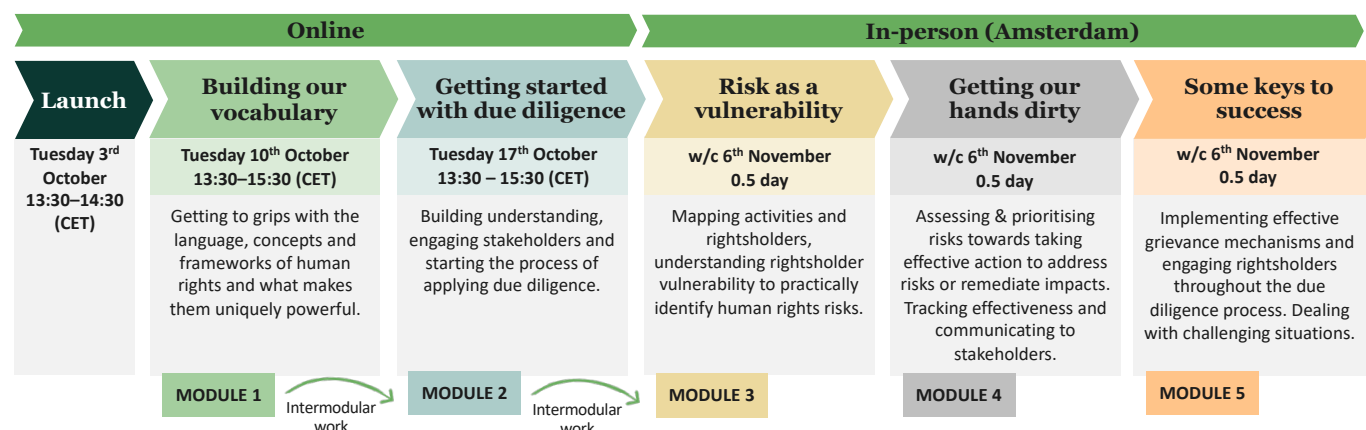 Online
In-person (Amsterdam)
Launch
Tuesday 3rd
October
13:30–14:30
(CET)
Building our
vocabulary
Tuesday 10th October
13:30–15:30 (CET)
Getting to grips with the
language, concepts and
frameworks of human
rights and what makes
them uniquely powerful.
MODULE 1
Intermodular
work
Getting started
with due diligence
Tuesday 17th October
13:30 – 15:30 (CET)
Building understanding,
engaging stakeholders and
starting the process of
applying due diligence.
MODULE 2
Intermodular
work
Risk as a
vulnerability
w/c 6th November
0.5 day
Mapping activities and
rightsholders,
understanding rightsholder
vulnerability to practically
identify human rights risks.
MODULE 3
Getting our
hands dirty
w/c 6th November
0.5 day
Assessing & prioritising
risks towards taking
effective action to address
risks or remediate impacts.
Tracking effectiveness and
communicating to
stakeholders.
MODULE 4
Some keys to
success
w/c 6th November
0.5 day
Implementing effective
grievance mechanisms and
engaging rightsholders
throughout the due
diligence process. Dealing
with challenging situations.
MODULE 5